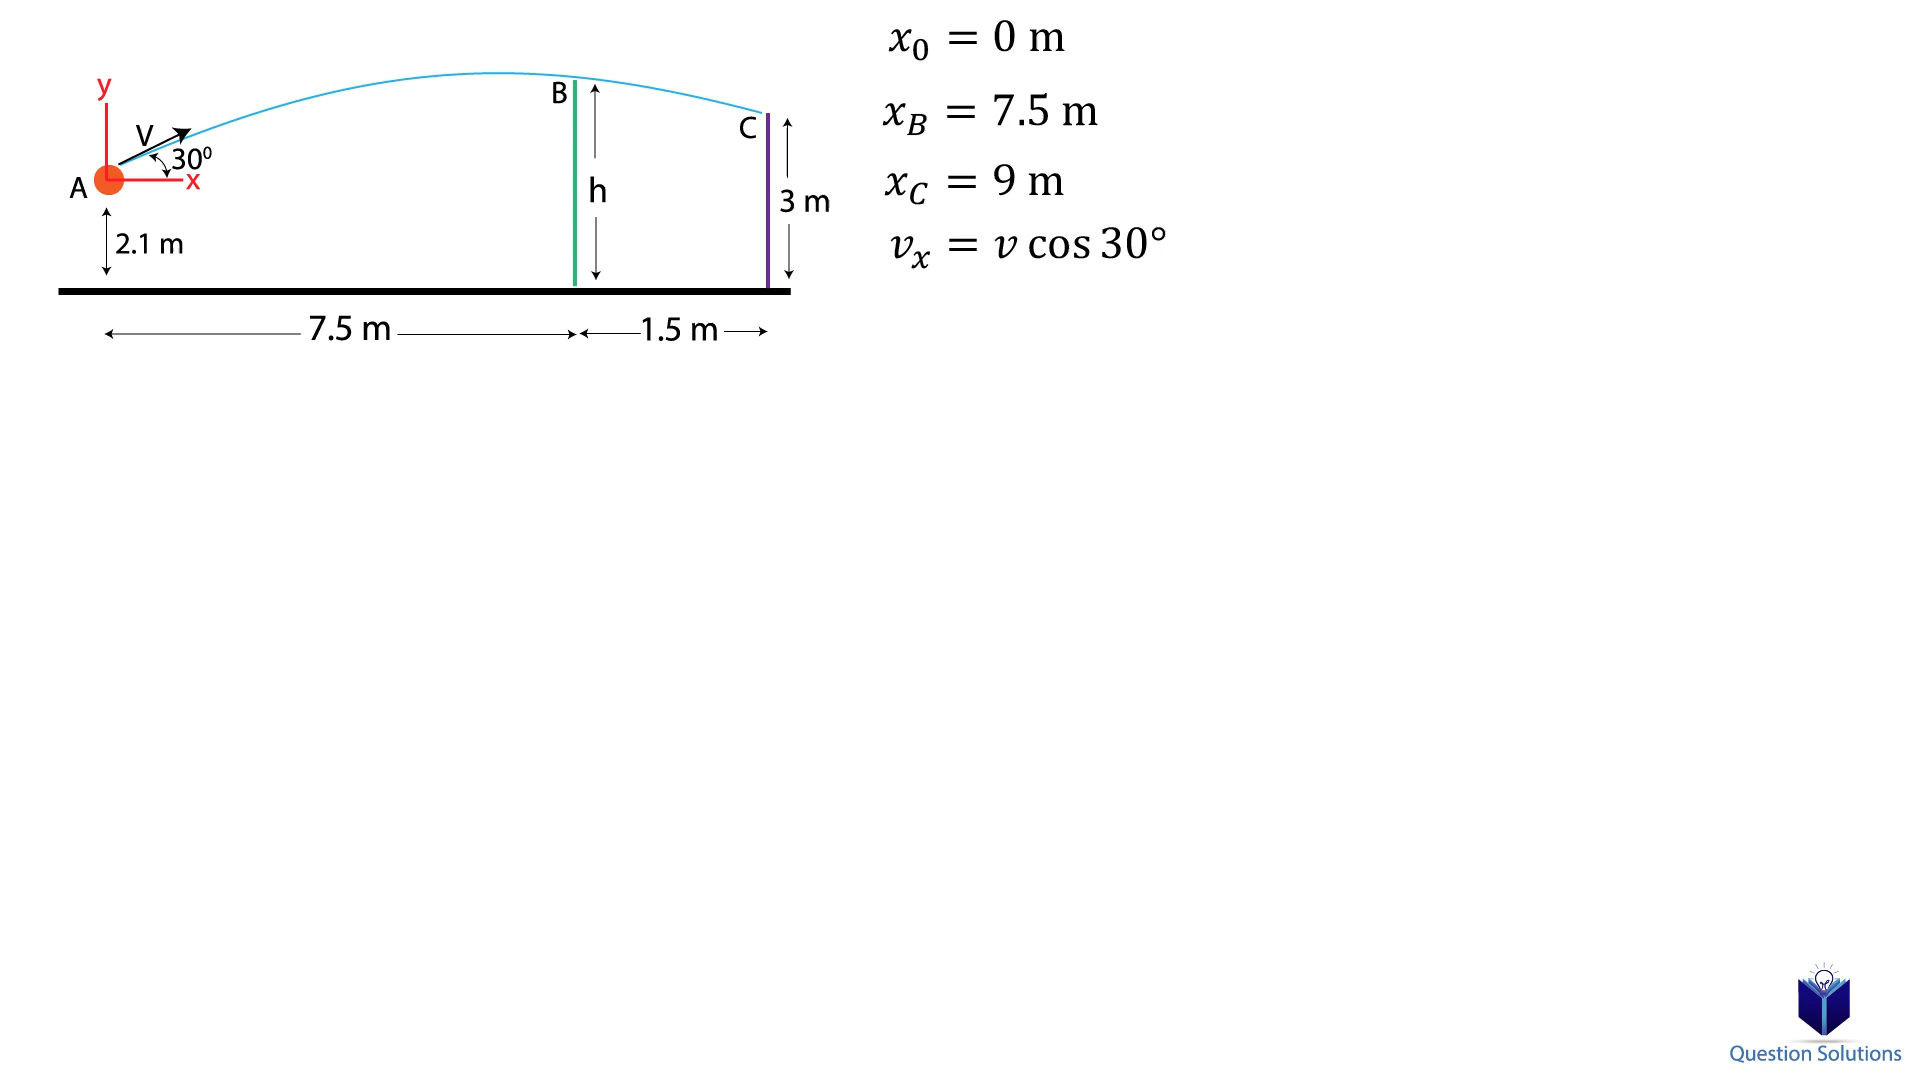 y
V
30⁰
x
A
2.1 m
B
h
C
3 m
7.5 m
1.5 m
x₀ = 0 m
x_B = 7.5 m
x_C = 9 m
vₓ = v cos 30°
Question Solutions